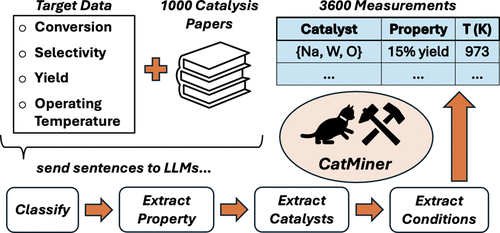 Target Data
Conversion
Selectivity
Yield
Operating
Temperature
1000 Catalysis
Papers
3600 Measurements
Catalyst Property T (K)
{Na, W, O} 15% yield 973
... ... ...
CatMiner
send sentences to LLMs...
Classify
Extract
Property
Extract
Catalysts
Extract
Conditions